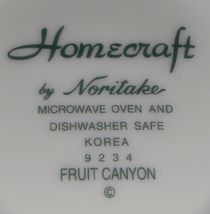 Homecraft
by Noritake
MICROWAVE OVEN AND
DISHWASHER SAFE
KOREA
9234
FRUIT CANYON
©